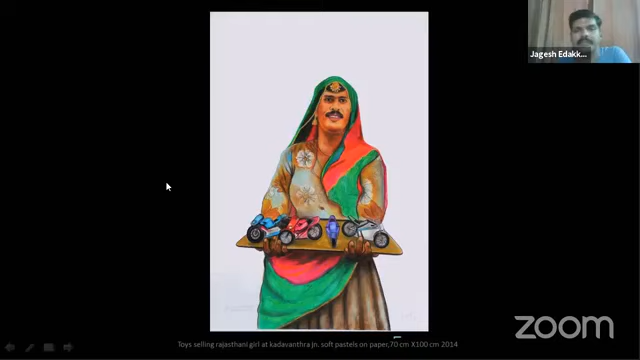 Jagesh Edakk...
zoom
Toys selling rajasthani girl at kadavanthra jn. soft pastels on paper,70 cm X100 cm 2014